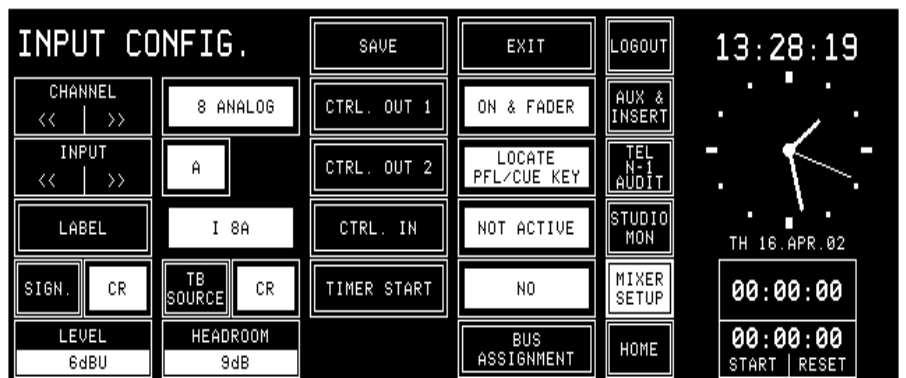 INPUT CONFIG.
SAVE
EXIT
LOGOUT
13:28:19
CHANNEL
<< | >>
8 ANALOG
CTRL. OUT 1
ON & FADER
AUX &
INSERT
INPUT
<< | >>
A
CTRL. OUT 2
LOCATE
PFL/CUE KEY
TEL
N-1
AUDIT
LABEL
I 8A
CTRL. IN
NOT ACTIVE
STUDIO
MON
TH 16.APR.02
SIGN.
CR
TB
SOURCE
CR
TIMER START
NO
MIXER
SETUP
00:00:00
LEVEL
6dBU
HEADROOM
9dB
BUS
ASSIGNMENT
HOME
00:00:00
START | RESET